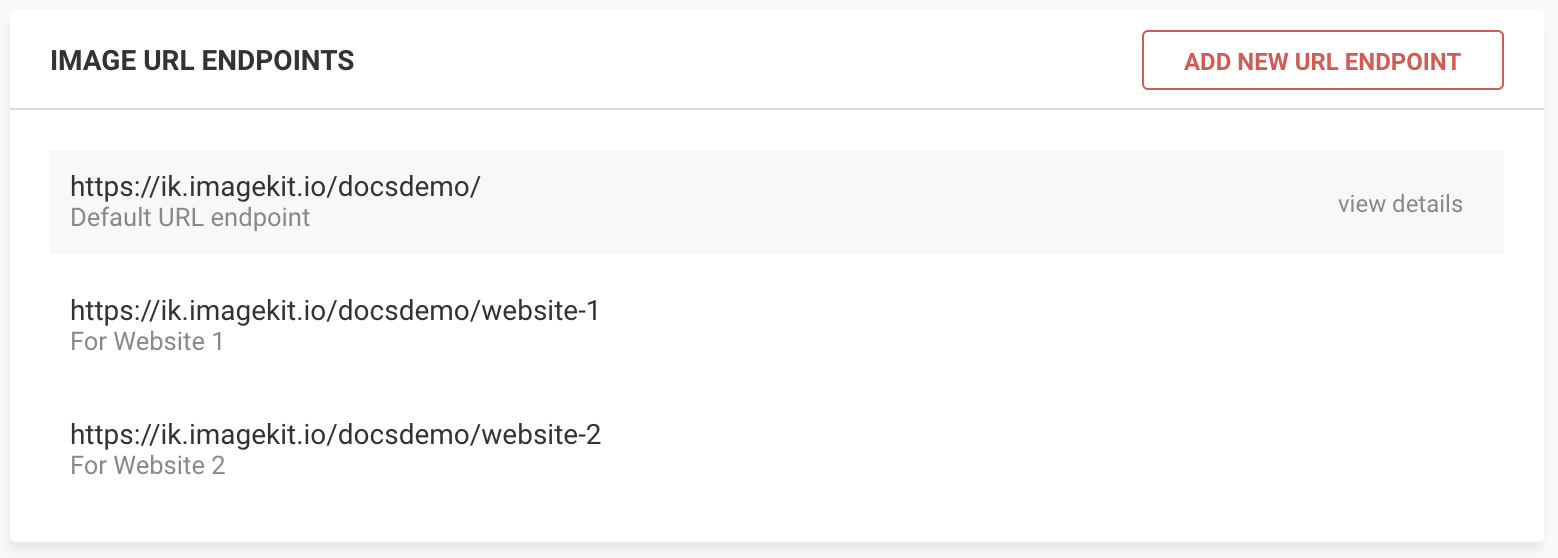 IMAGE URL ENDPOINTS
ADD NEW URL ENDPOINT
https://ik.imagekit.io/docsdemo/
Default URL endpoint
view details
https://ik.imagekit.io/docsdemo/website-1
For Website 1
https://ik.imagekit.io/docsdemo/website-2
For Website 2